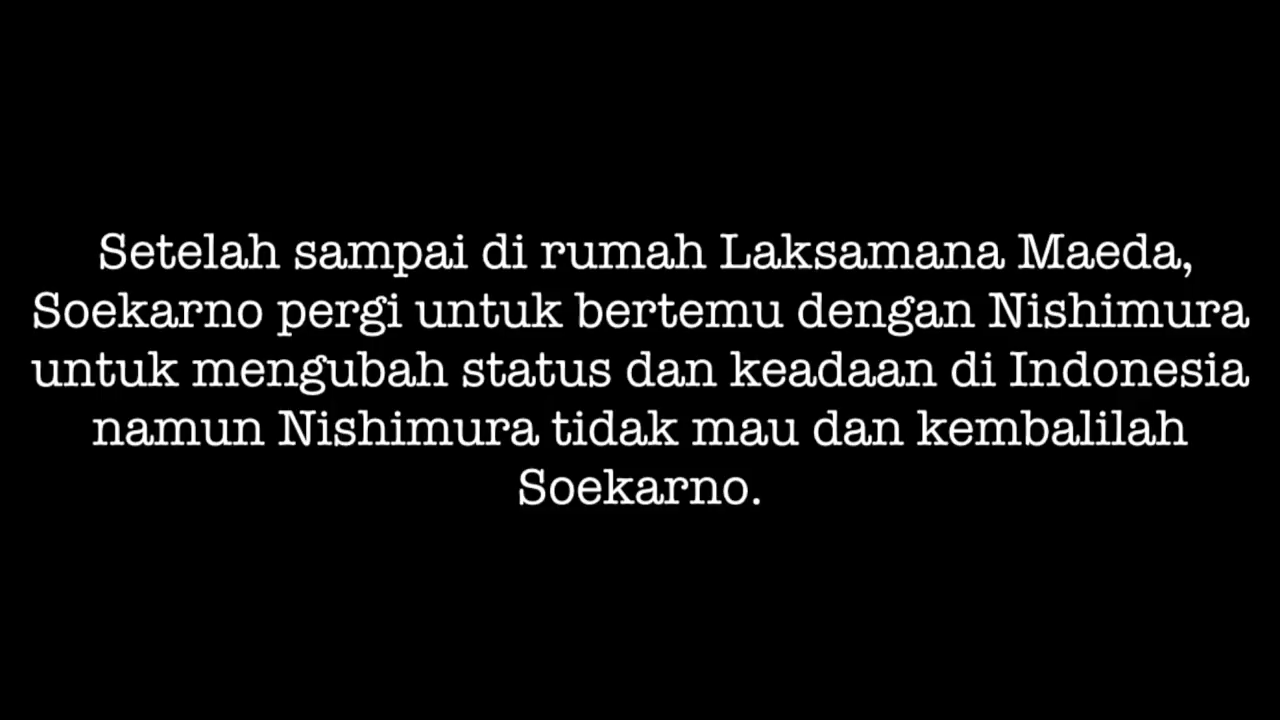 Setelah sampai di rumah Laksamana Maeda,
Soekarno pergi untuk bertemu dengan Nishimura
untuk mengubah status dan keadaan di Indonesia
namun Nishimura tidak mau dan kembalilah
Soekarno.